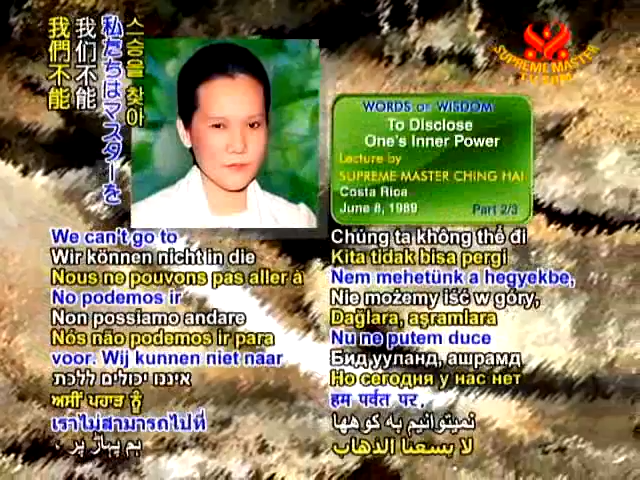 스승을 찾아
私たちはマスターを
我们不能
我們不能
SUPREME MASTER
TV.COM
WORDS OF WISDOM
To Disclose
One's Inner Power
Lecture by
SUPREME MASTER CHING HAI
Costa Rica
June 8, 1989
Part 2/3
We can't go to
Wir können nicht in die
Nous ne pouvons pas aller à
No podemos ir
Non possiamo andare
Nós não podemos ir para
voor. Wij kunnen niet naar
איננו יכולים ללכת
ਅਸੀਂ ਪਹਾੜ ਨੂੰ
เราไม่สามารถไปที่
ہم پہاڑ پر ،
Chúng ta không thể đi
Kita tidak bisa pergi
Nem mehetünk a hegyekbe,
Nie możemy iść w góry,
Dağlara, aşramlara
Nu ne putem duce
Бид ууланд, ашрамд
Но сегодня у нас нет
हम पर्वत पर,
نمیتوانیم به کوهها
لا يسعنا الذهاب